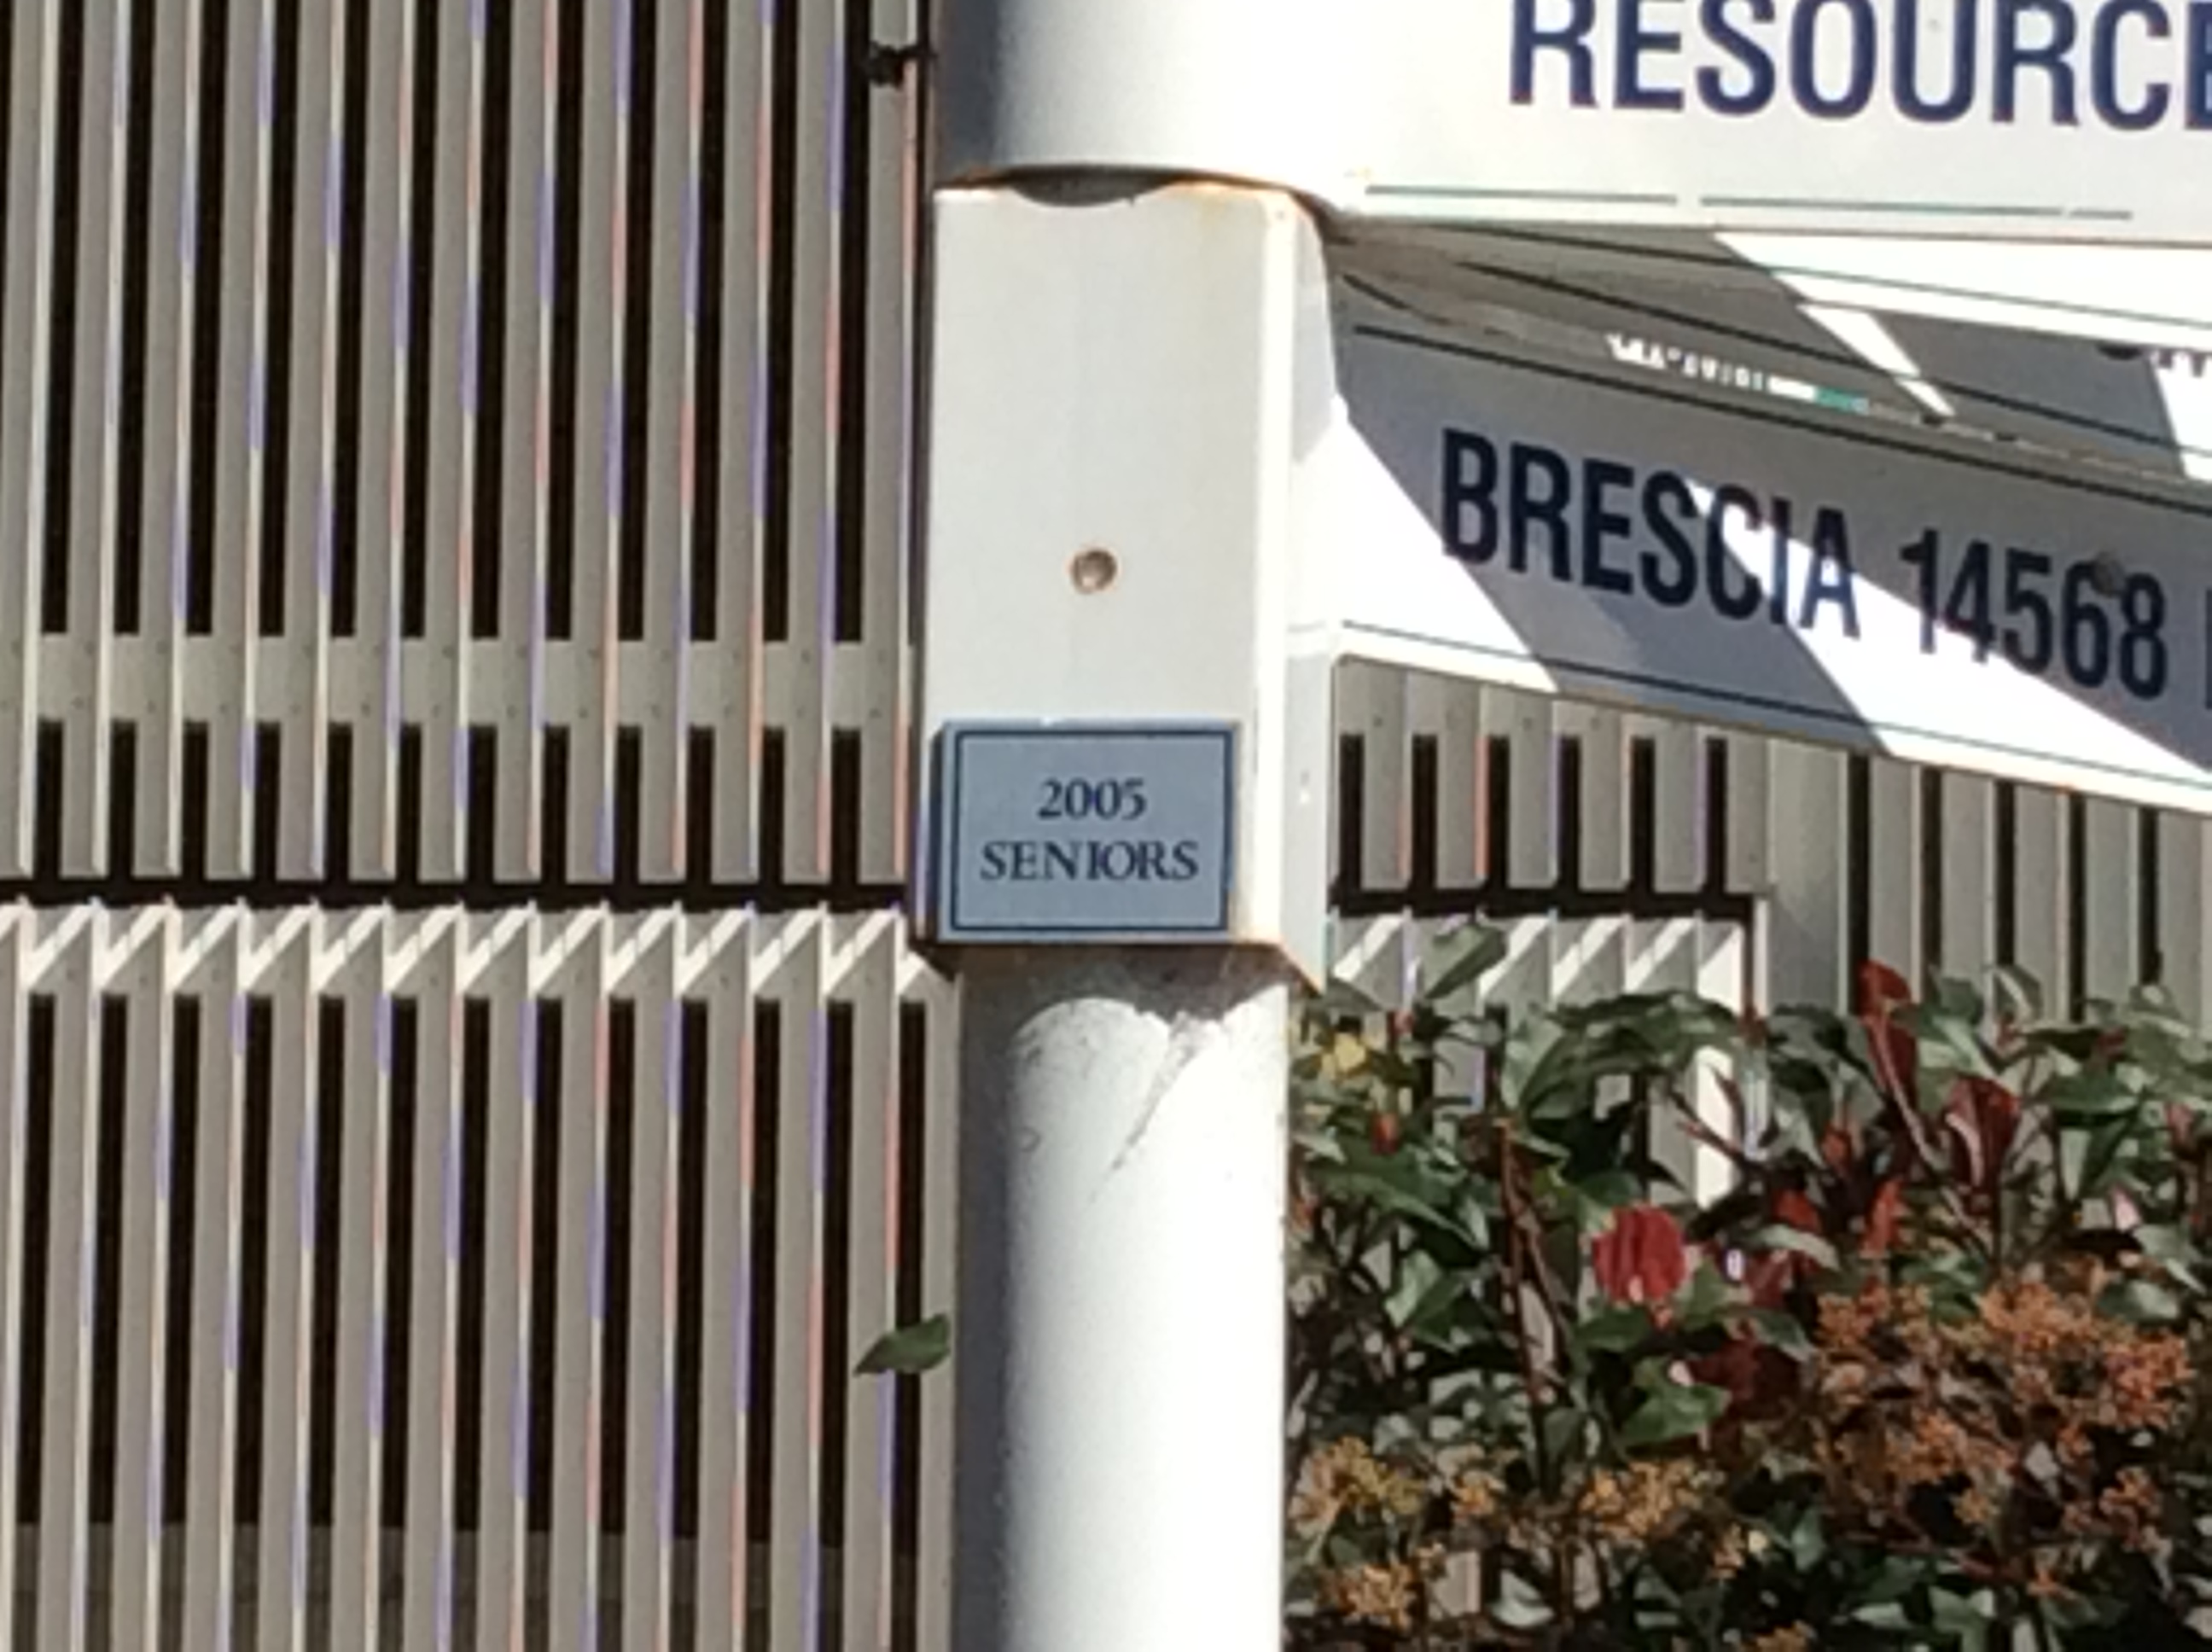 RESOURCE
BRESCIA 14568
2005
SENIORS